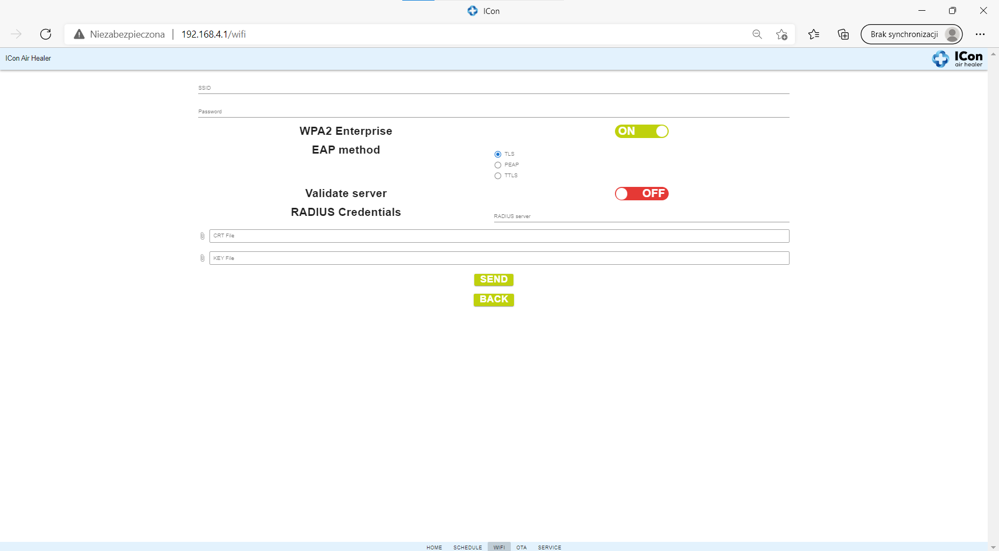 ICon
Niezabezpieczona
192.168.4.1/wifi
Brak synchronizacji
ICon Air Healer
ICon
air healer
SSID
Password
WPA2 Enterprise
ON
EAP method
TLS
PEAP
TTLS
Validate server
OFF
RADIUS Credentials
RADIUS server
CRT File
KEY File
SEND
BACK
HOME SCHEDULE WIFI OTA SERVICE